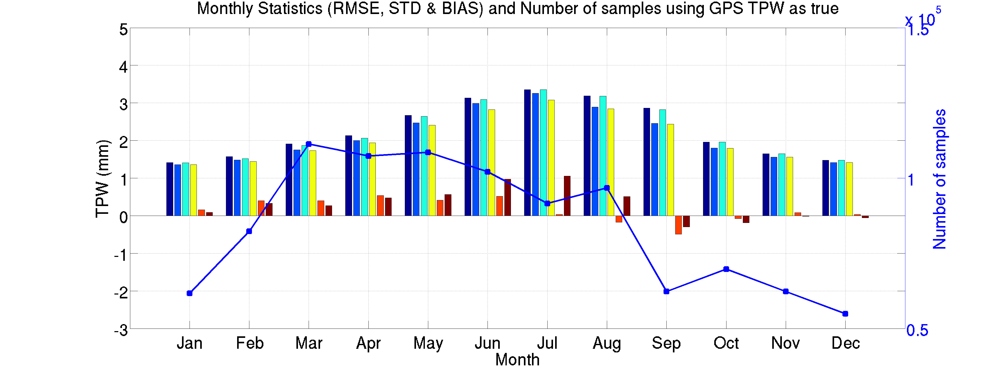 Monthly Statistics (RMSE, STD & BIAS) and Number of samples using GPS TPW as true
x 10^5
5
4
3
2
1
0
-1
-2
-3
TPW (mm)
1.5
1
0.5
Number of samples
Jan Feb Mar Apr May Jun Jul Aug Sep Oct Nov Dec
Month